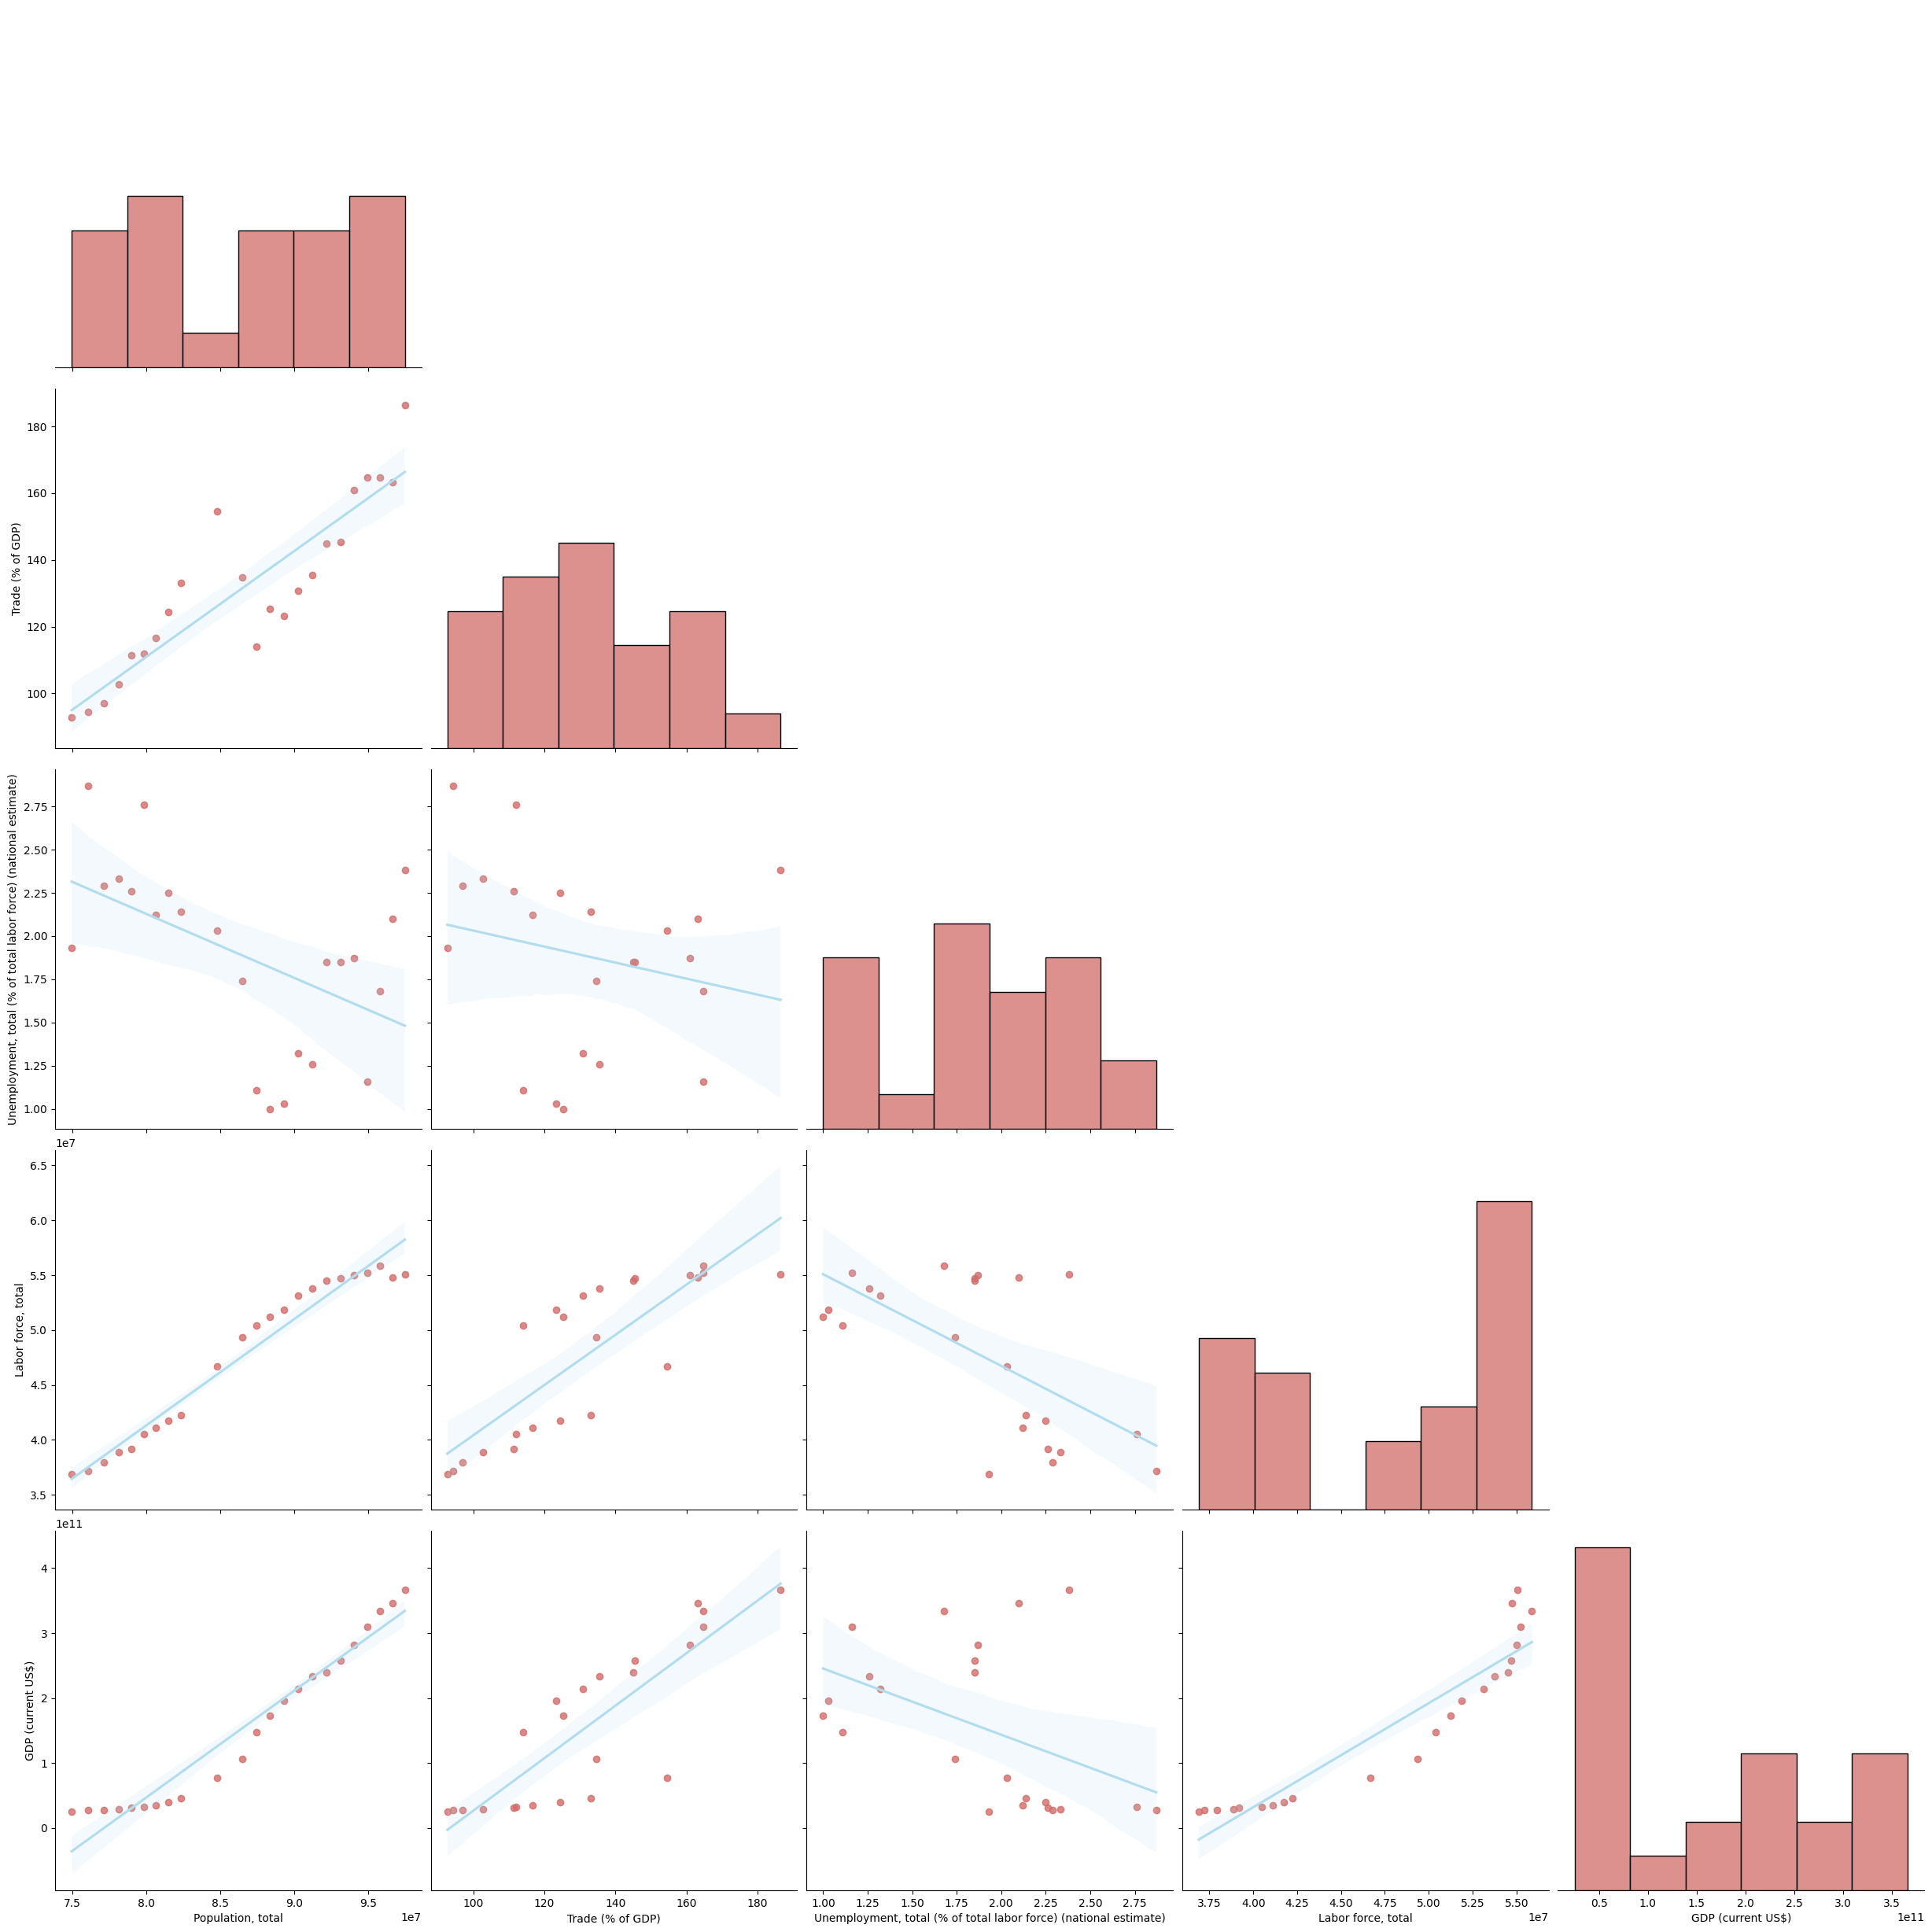 180
160
140
120
100
Trade (% of GDP)
2.75
2.50
2.25
2.00
1.75
1.50
1.25
1.00
Unemployment, total (% of total labor force) (national estimate)
1e7
6.5
6.0
5.5
5.0
4.5
4.0
3.5
Labor force, total
1e11
4
3
2
1
0
GDP (current US$)
7.5 8.0 8.5 9.0 9.5
1e7
Population, total
100 120 140 160 180
Trade (% of GDP)
1.00 1.25 1.50 1.75 2.00 2.25 2.50 2.75
Unemployment, total (% of total labor force) (national estimate)
3.75 4.00 4.25 4.50 4.75 5.00 5.25 5.50
1e7
Labor force, total
0.5 1.0 1.5 2.0 2.5 3.0 3.5
1e11
GDP (current US$)